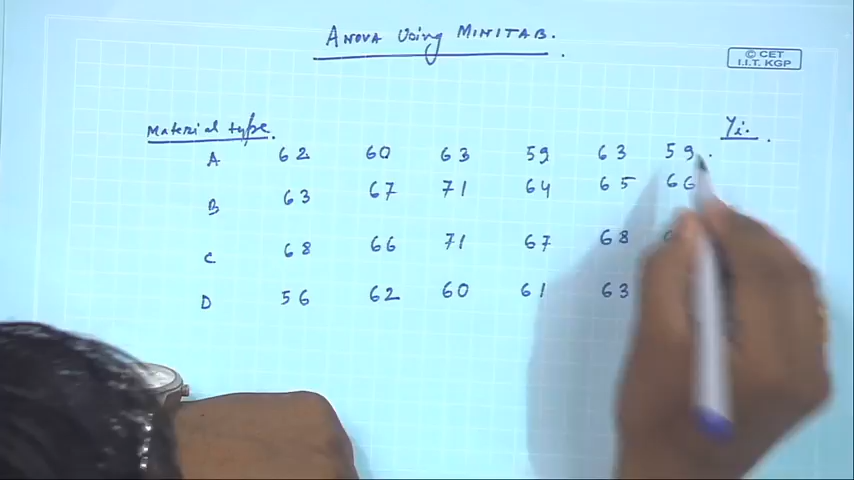 ANOVA Using MINITAB.
© CET
I.I.T. KGP
Material type. Yi.
A 62 60 63 59 63 59
B 63 67 71 64 65 66
C 68 66 71 67 68
D 56 62 60 61 63